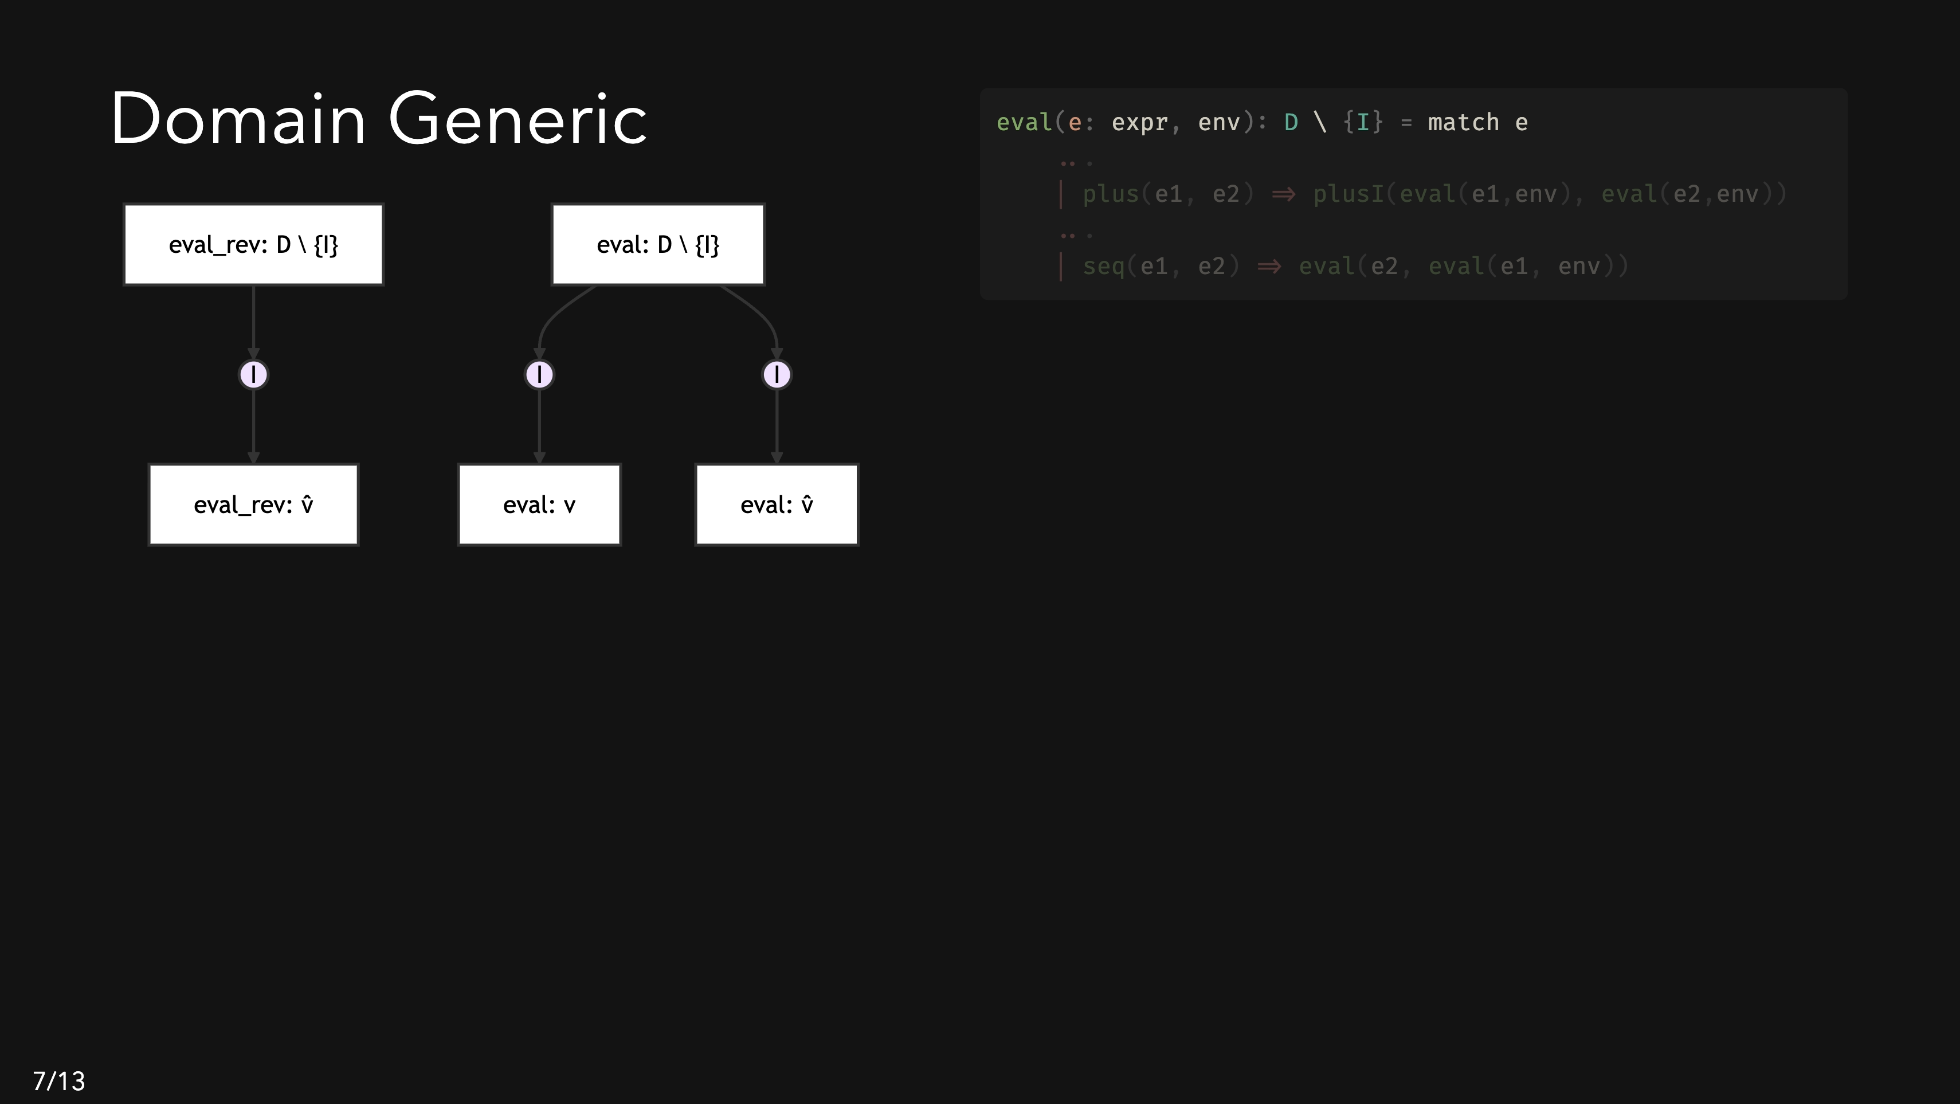 Domain Generic
eval_rev: D \ {I}
eval: D \ {I}
I
I
I
eval_rev: v̂
eval: v
eval: v̂
eval(e: expr, env): D \ {I} = match e
...
| plus(e1, e2) ⇒ plusI(eval(e1,env), eval(e2,env))
...
| seq(e1, e2) ⇒ eval(e2, eval(e1, env))
7/13